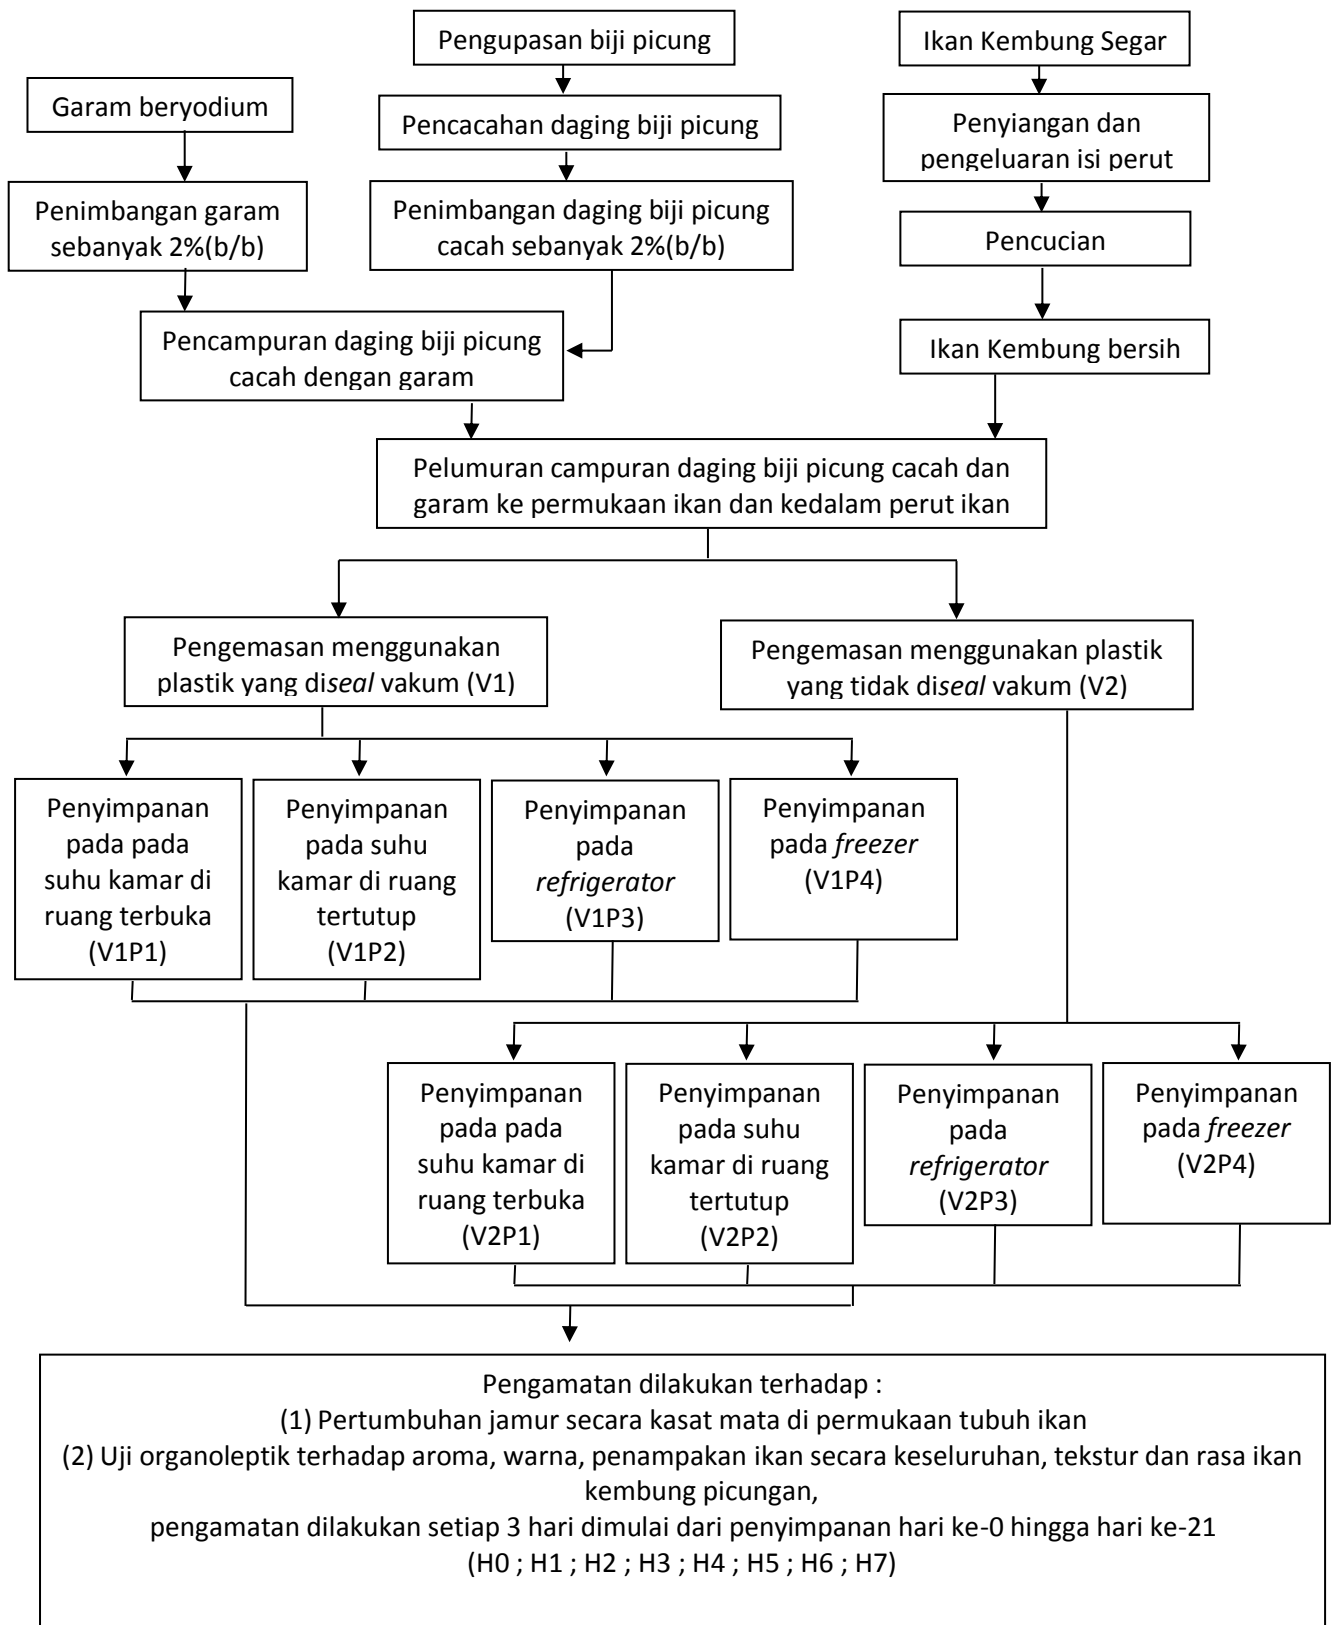 Pengupasan biji picung
Ikan Kembung Segar
Garam beryodium
Pencacahan daging biji picung
Penyiangan dan
pengeluaran isi perut
Penimbangan garam
sebanyak 2%(b/b)
Penimbangan daging biji picung
cacah sebanyak 2%(b/b)
Pencucian
Pencampuran daging biji picung
cacah dengan garam
Ikan Kembung bersih
Pelumuran campuran daging biji picung cacah dan
garam ke permukaan ikan dan kedalam perut ikan
Pengemasan menggunakan
plastik yang diseal vakum (V1)
Pengemasan menggunakan plastik
yang tidak diseal vakum (V2)
Penyimpanan
pada pada
suhu kamar di
ruang terbuka
(V1P1)
Penyimpanan
pada suhu
kamar di ruang
tertutup
(V1P2)
Penyimpanan
pada
refrigerator
(V1P3)
Penyimpanan
pada freezer
(V1P4)
Penyimpanan
pada pada
suhu kamar di
ruang terbuka
(V2P1)
Penyimpanan
pada suhu
kamar di ruang
tertutup
(V2P2)
Penyimpanan
pada
refrigerator
(V2P3)
Penyimpanan
pada freezer
(V2P4)
Pengamatan dilakukan terhadap :
(1) Pertumbuhan jamur secara kasat mata di permukaan tubuh ikan
(2) Uji organoleptik terhadap aroma, warna, penampakan ikan secara keseluruhan, tekstur dan rasa ikan
kembung picungan,
pengamatan dilakukan setiap 3 hari dimulai dari penyimpanan hari ke-0 hingga hari ke-21
(H0 ; H1 ; H2 ; H3 ; H4 ; H5 ; H6 ; H7)